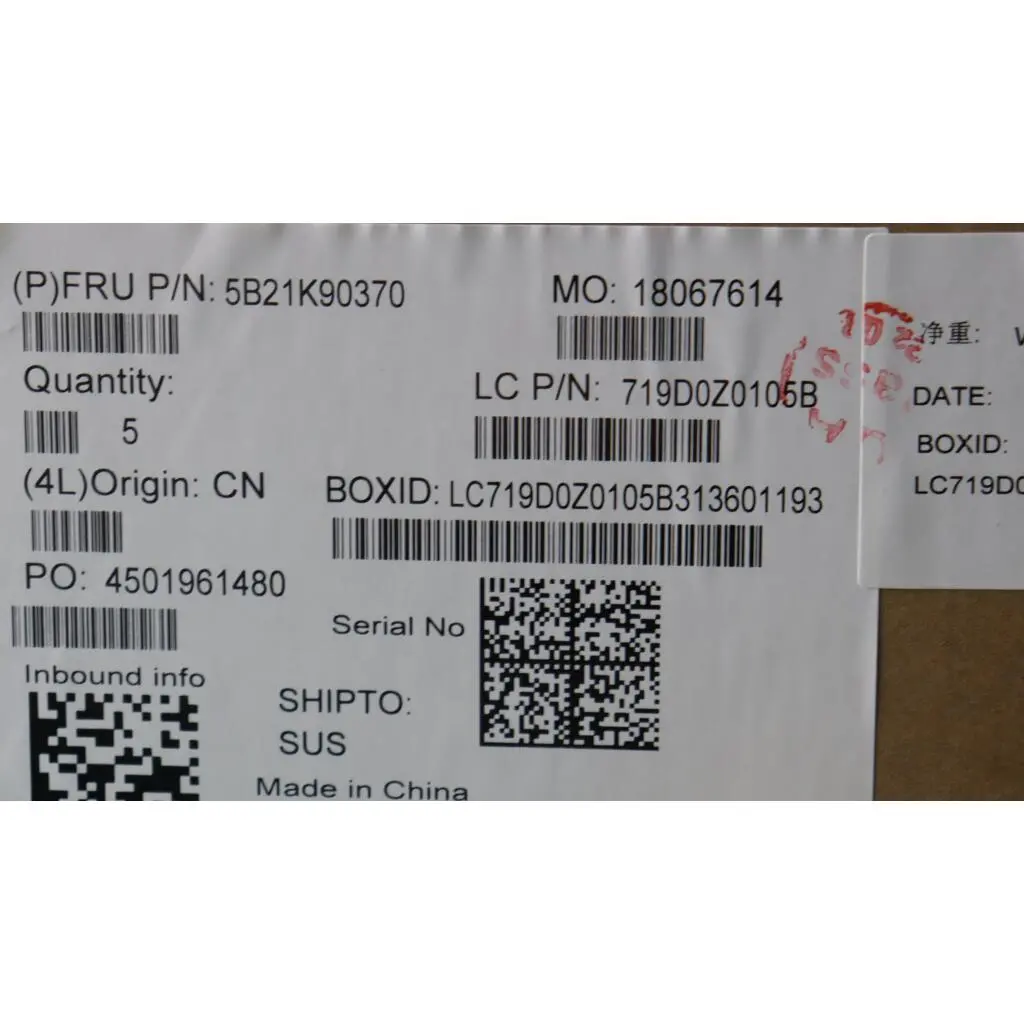 (P)FRU P/N: 5B21K90370
MO: 18067614
Quantity:
5
LC P/N: 719D0Z0105B
(4L)Origin: CN
BOXID: LC719D0Z0105B313601193
PO: 4501961480
Serial No
Inbound info
SHIPTO:
SUS
Made in China
净重:
DATE:
BOXID:
LC719D0